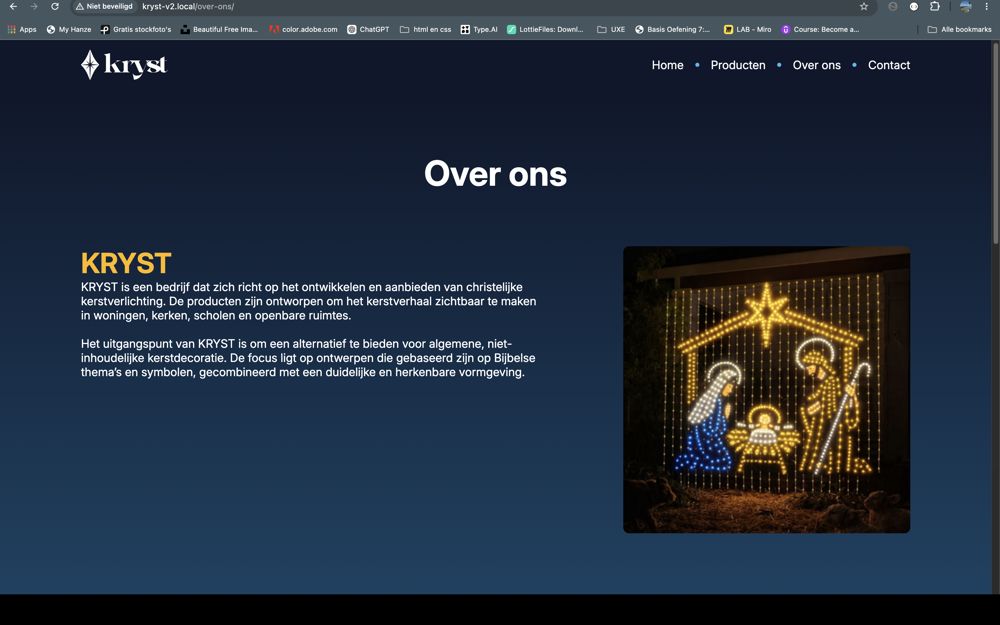 Niet beveiligd kryst-v2.local/over-ons/
Apps My Hanze Gratis stockfoto's Beautiful Free Ima... color.adobe.com ChatGPT html en css Type.AI LottieFiles: Downl... UXE Basis Oefening 7:... LAB - Miro Course: Become a... Alle bookmarks
kryst
Home • Producten • Over ons • Contact
Over ons
KRYST
KRYST is een bedrijf dat zich richt op het ontwikkelen en aanbieden van christelijke
kerstverlichting. De producten zijn ontworpen om het kerstverhaal zichtbaar te maken
in woningen, kerken, scholen en openbare ruimtes.
Het uitgangspunt van KRYST is om een alternatief te bieden voor algemene, niet-
inhoudelijke kerstdecoratie. De focus ligt op ontwerpen die gebaseerd zijn op Bijbelse
thema's en symbolen, gecombineerd met een duidelijke en herkenbare vormgeving.